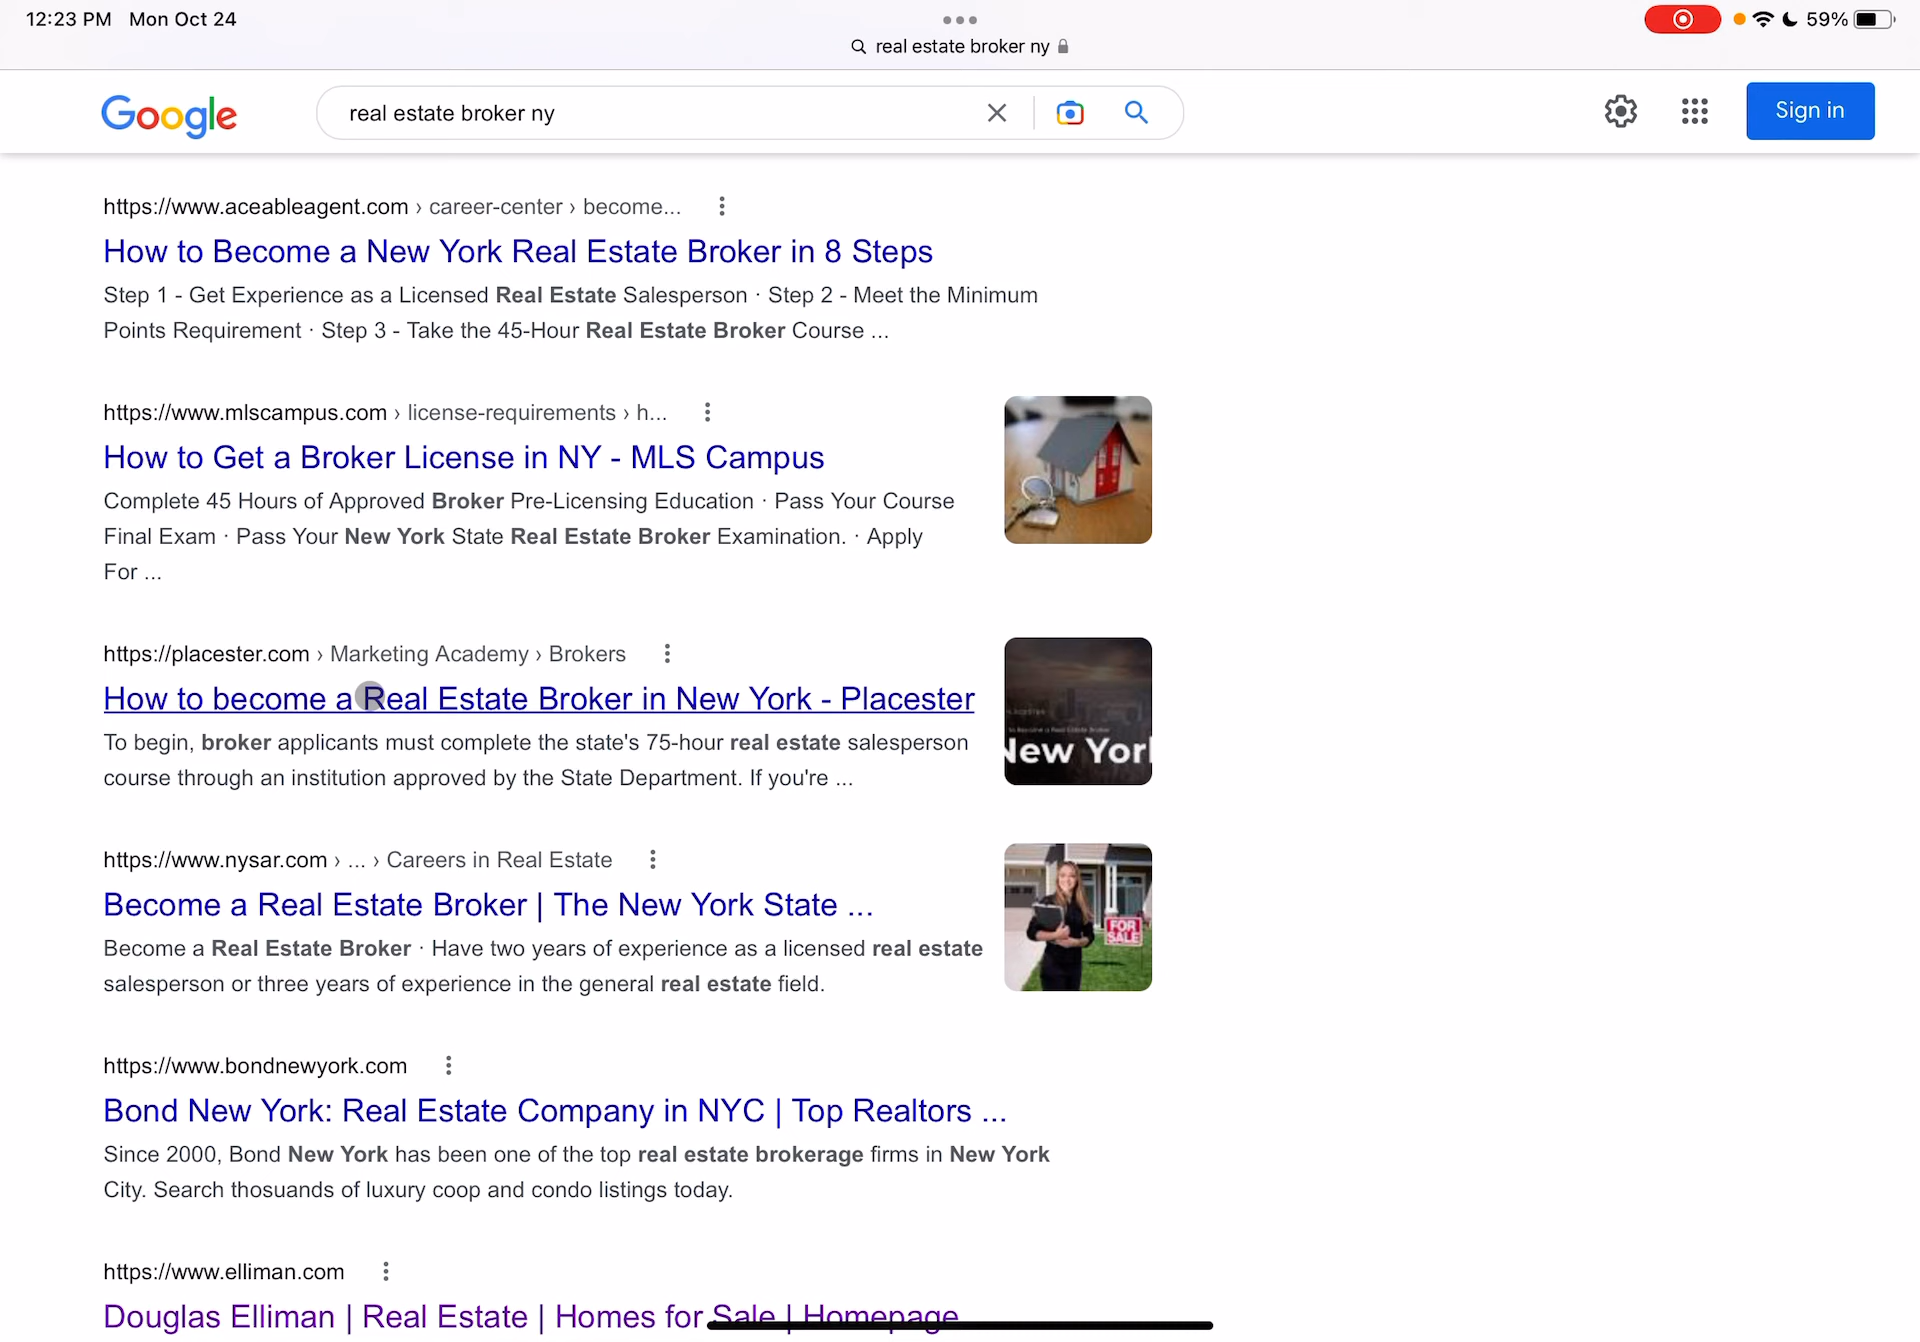 12:23 PM Mon Oct 24
59%
real estate broker ny
Google
real estate broker ny
Sign in
https://www.aceableagent.com › career-center › become...
How to Become a New York Real Estate Broker in 8 Steps
Step 1 - Get Experience as a Licensed Real Estate Salesperson · Step 2 - Meet the Minimum
Points Requirement · Step 3 - Take the 45-Hour Real Estate Broker Course ...
https://www.mlscampus.com › license-requirements › h...
How to Get a Broker License in NY - MLS Campus
Complete 45 Hours of Approved Broker Pre-Licensing Education · Pass Your Course
Final Exam · Pass Your New York State Real Estate Broker Examination. · Apply
For ...
https://placester.com › Marketing Academy › Brokers
How to become a Real Estate Broker in New York - Placester
To begin, broker applicants must complete the state's 75-hour real estate salesperson
course through an institution approved by the State Department. If you're ...
New Yor
https://www.nysar.com › ... › Careers in Real Estate
Become a Real Estate Broker | The New York State ...
Become a Real Estate Broker · Have two years of experience as a licensed real estate
salesperson or three years of experience in the general real estate field.
FOR
SALE
https://www.bondnewyork.com
Bond New York: Real Estate Company in NYC | Top Realtors ...
Since 2000, Bond New York has been one of the top real estate brokerage firms in New York
City. Search thosuands of luxury coop and condo listings today.
https://www.elliman.com
Douglas Elliman | Real Estate | Homes for Sale | Homepage